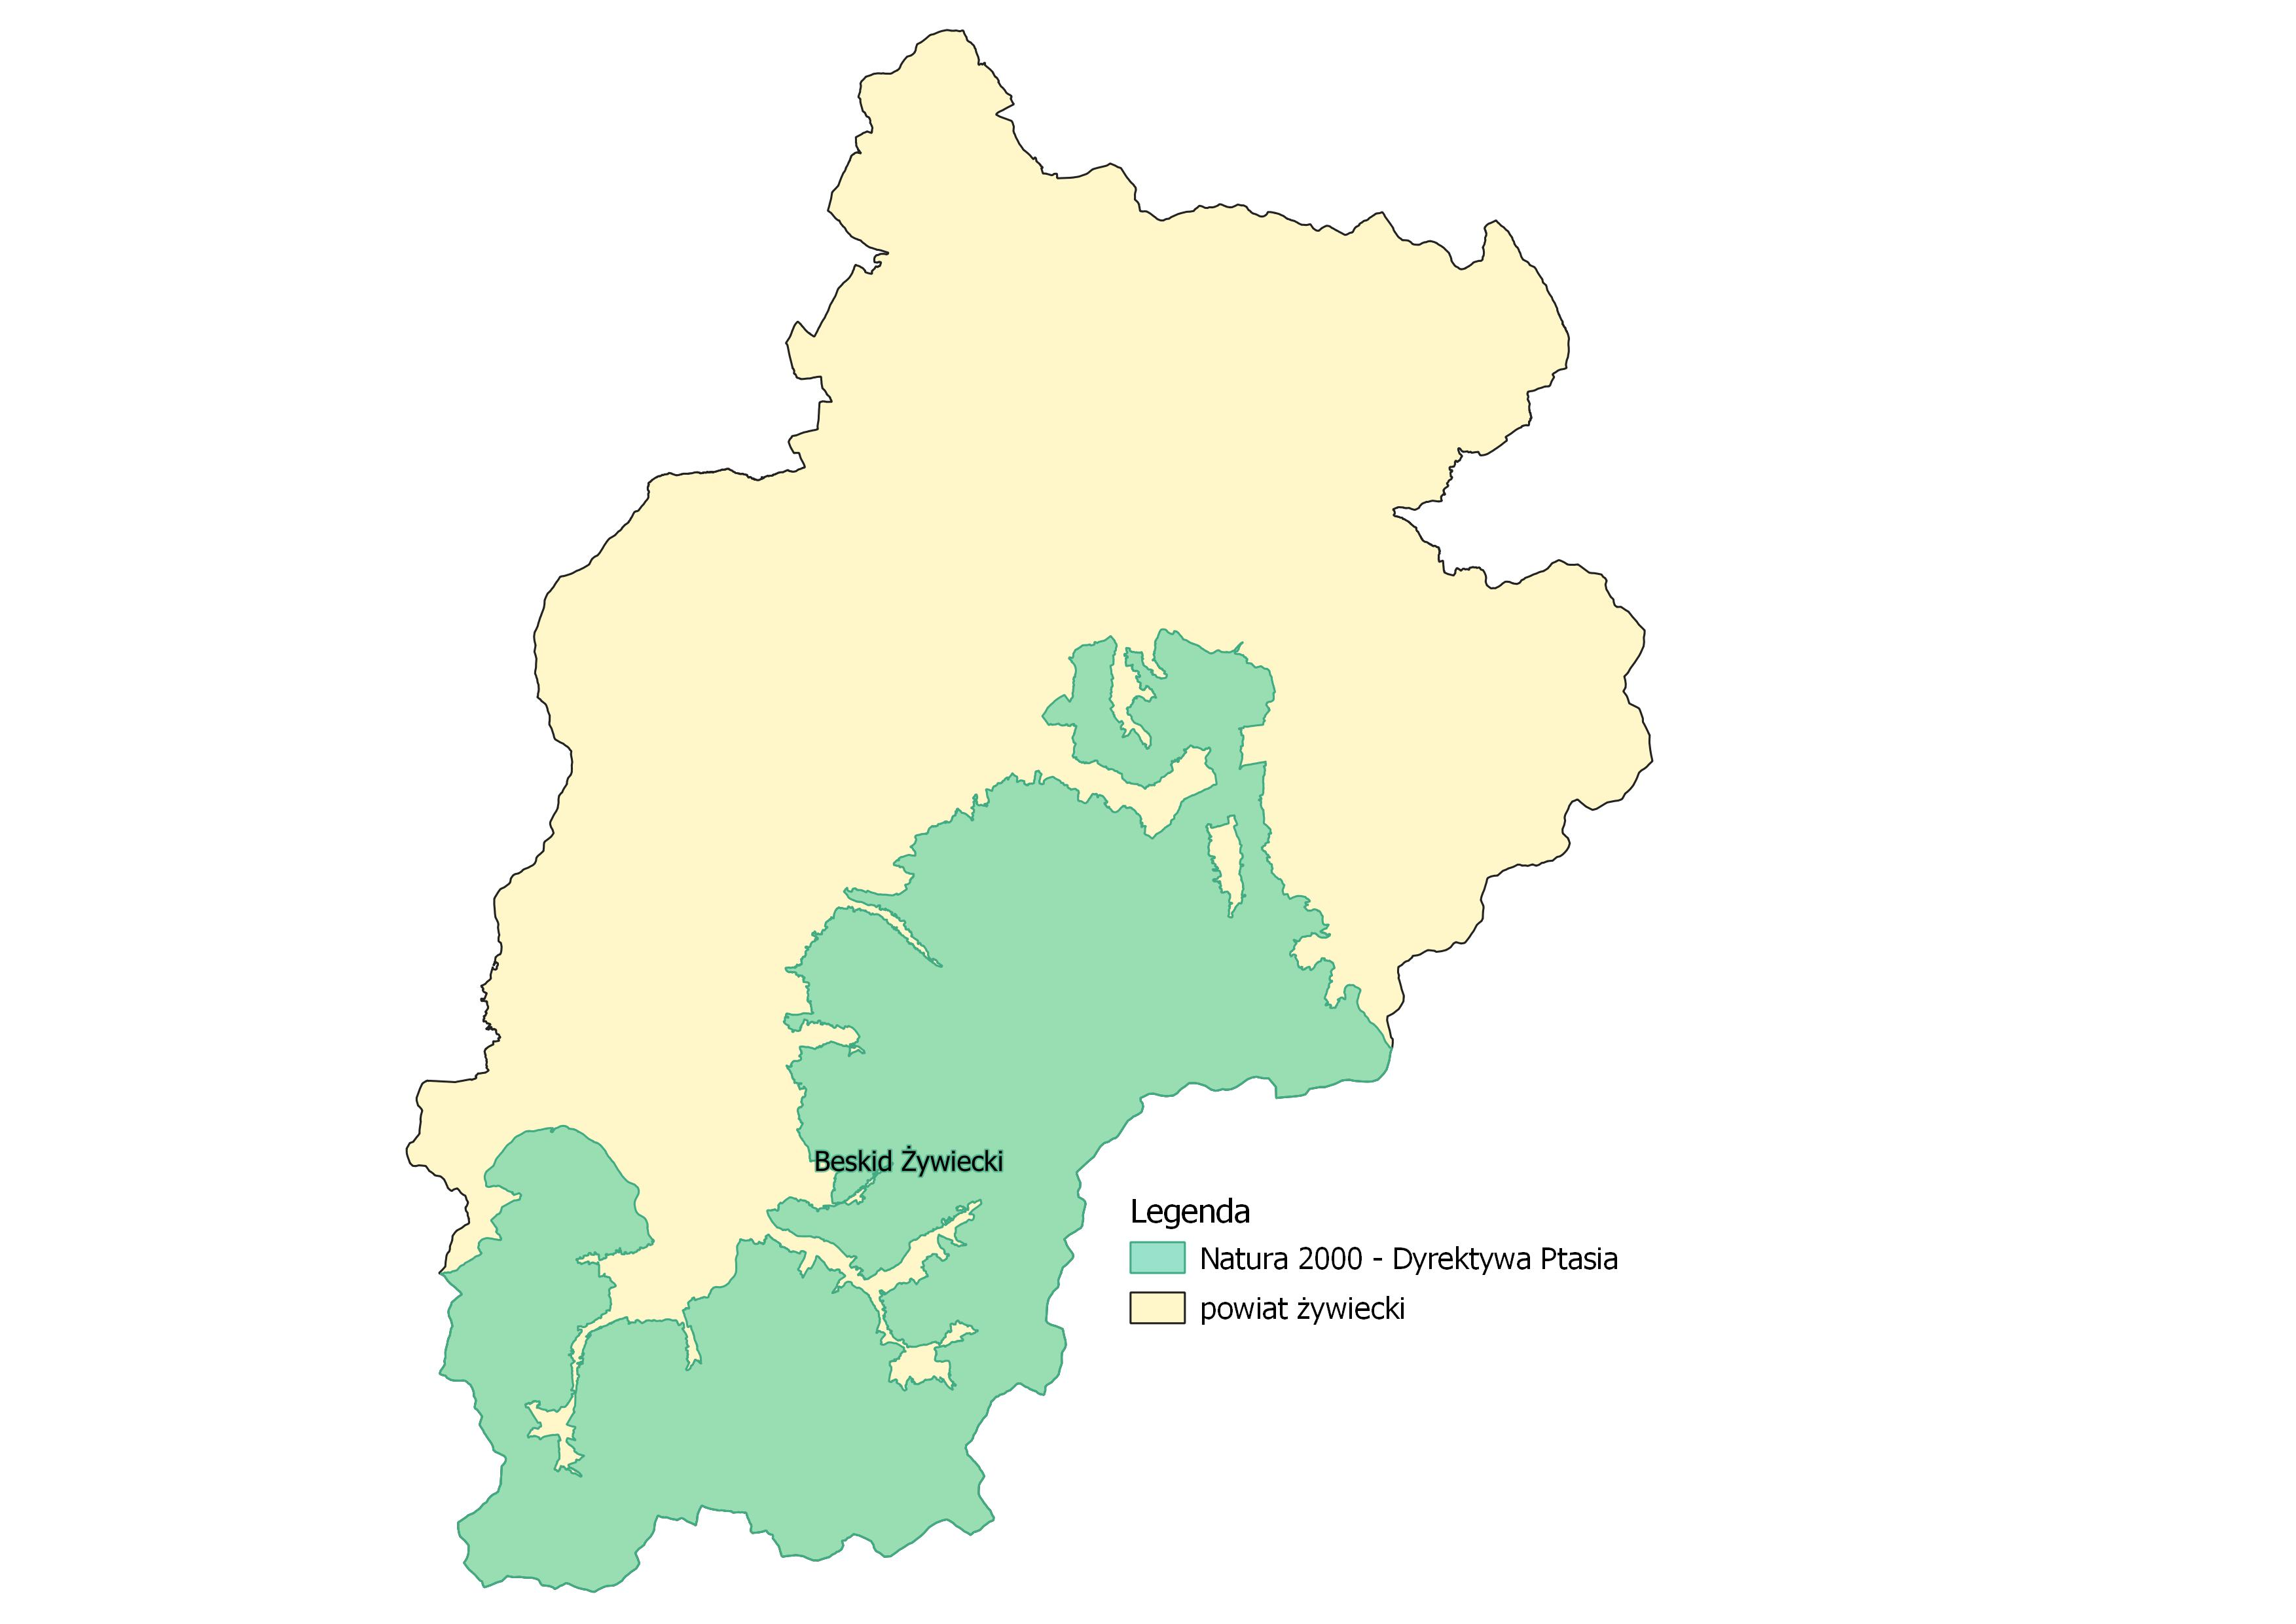 Beskid Żywiecki
Legenda
Natura 2000 - Dyrektywa Ptasia
powiat żywiecki